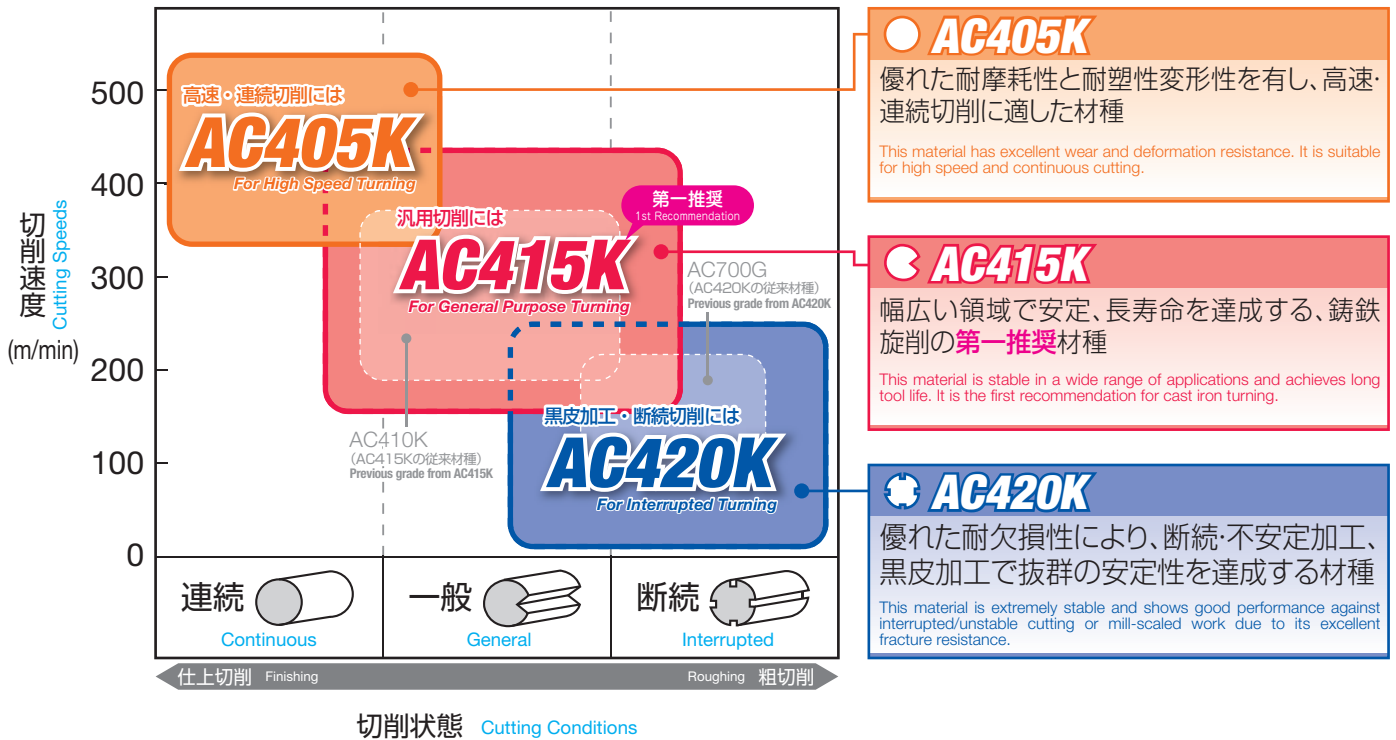 切削速度
Cutting Speeds
(m/min)
500
400
300
200
100
0
高速・連続切削には
AC405K
For High Speed Turning
第一推奨
1st Recommendation
汎用切削には
AC415K
For General Purpose Turning
AC700G
(AC420Kの従来材種)
Previous grade from AC420K
AC410K
(AC415Kの従来材種)
Previous grade from AC415K
黒皮加工・断続切削には
AC420K
For Interrupted Turning
連続
Continuous
一般
General
断続
Interrupted
仕上切削 Finishing
Roughing 粗切削
切削状態 Cutting Conditions
AC405K
優れた耐摩耗性と耐塑性変形性を有し、高速・
連続切削に適した材種
This material has excellent wear and deformation resistance. It is suitable
for high speed and continuous cutting.
AC415K
幅広い領域で安定、長寿命を達成する、鋳鉄
旋削の第一推奨材種
This material is stable in a wide range of applications and achieves long
tool life. It is the first recommendation for cast iron turning.
AC420K
優れた耐欠損性により、断続・不安定加工、
黒皮加工で抜群の安定性を達成する材種
This material is extremely stable and shows good performance against
interrupted/unstable cutting or mill-scaled work due to its excellent
fracture resistance.